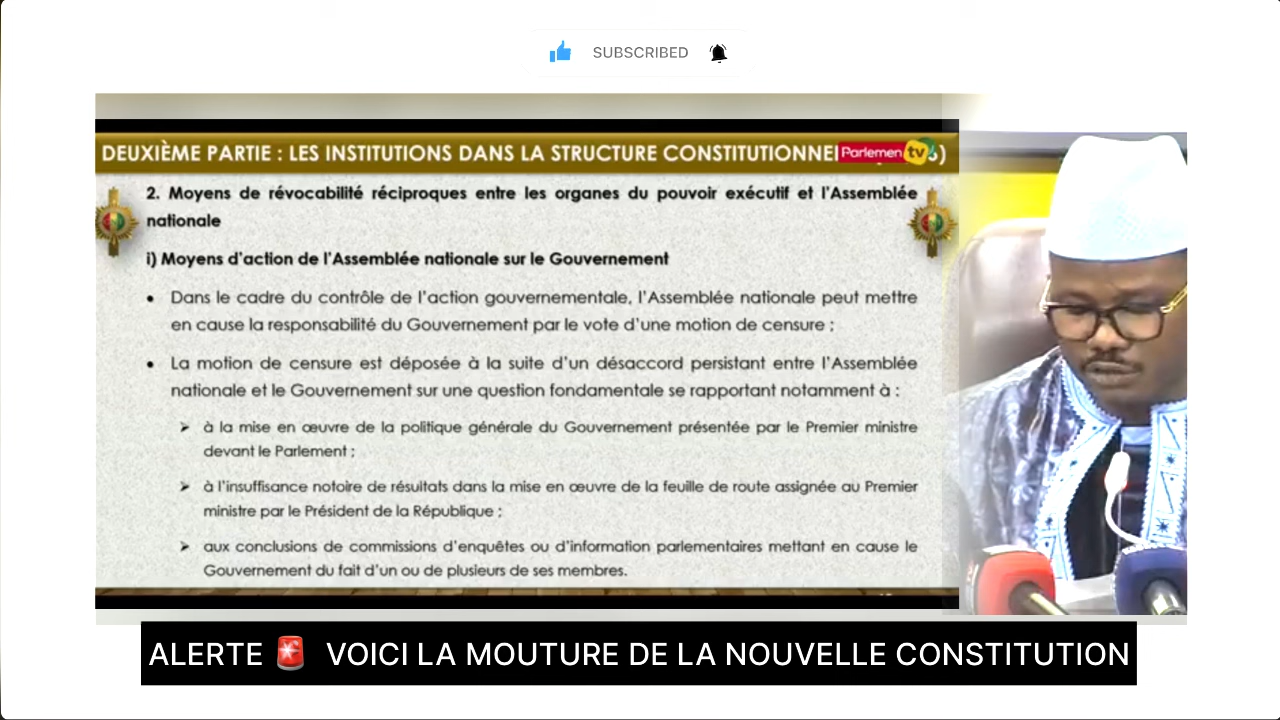 SUBSCRIBED
DEUXIÈME PARTIE : LES INSTITUTIONS DANS LA STRUCTURE CONSTITUTIONNEL
Parlemen tv
2. Moyens de révocabilité réciproques entre les organes du pouvoir exécutif et l'Assemblée
nationale
i) Moyens d'action de l'Assemblée nationale sur le Gouvernement
• Dans le cadre du contrôle de l'action gouvernementale, l'Assemblée nationale peut mettre
en cause la responsabilité du Gouvernement par le vote d'une motion de censure ;
• La motion de censure est déposée à la suite d'un désaccord persistant entre l'Assemblée
nationale et le Gouvernement sur une question fondamentale se rapportant notamment à :
➢ à la mise en œuvre de la politique générale du Gouvernement présentée par le Premier ministre
devant le Parlement ;
➢ à l'insuffisance notoire de résultats dans la mise en œuvre de la feuille de route assignée au Premier
ministre par le Président de la République ;
➢ aux conclusions de commissions d'enquêtes ou d'information parlementaires mettant en cause le
Gouvernement du fait d'un ou de plusieurs de ses membres.
ALERTE 🚨 VOICI LA MOUTURE DE LA NOUVELLE CONSTITUTION